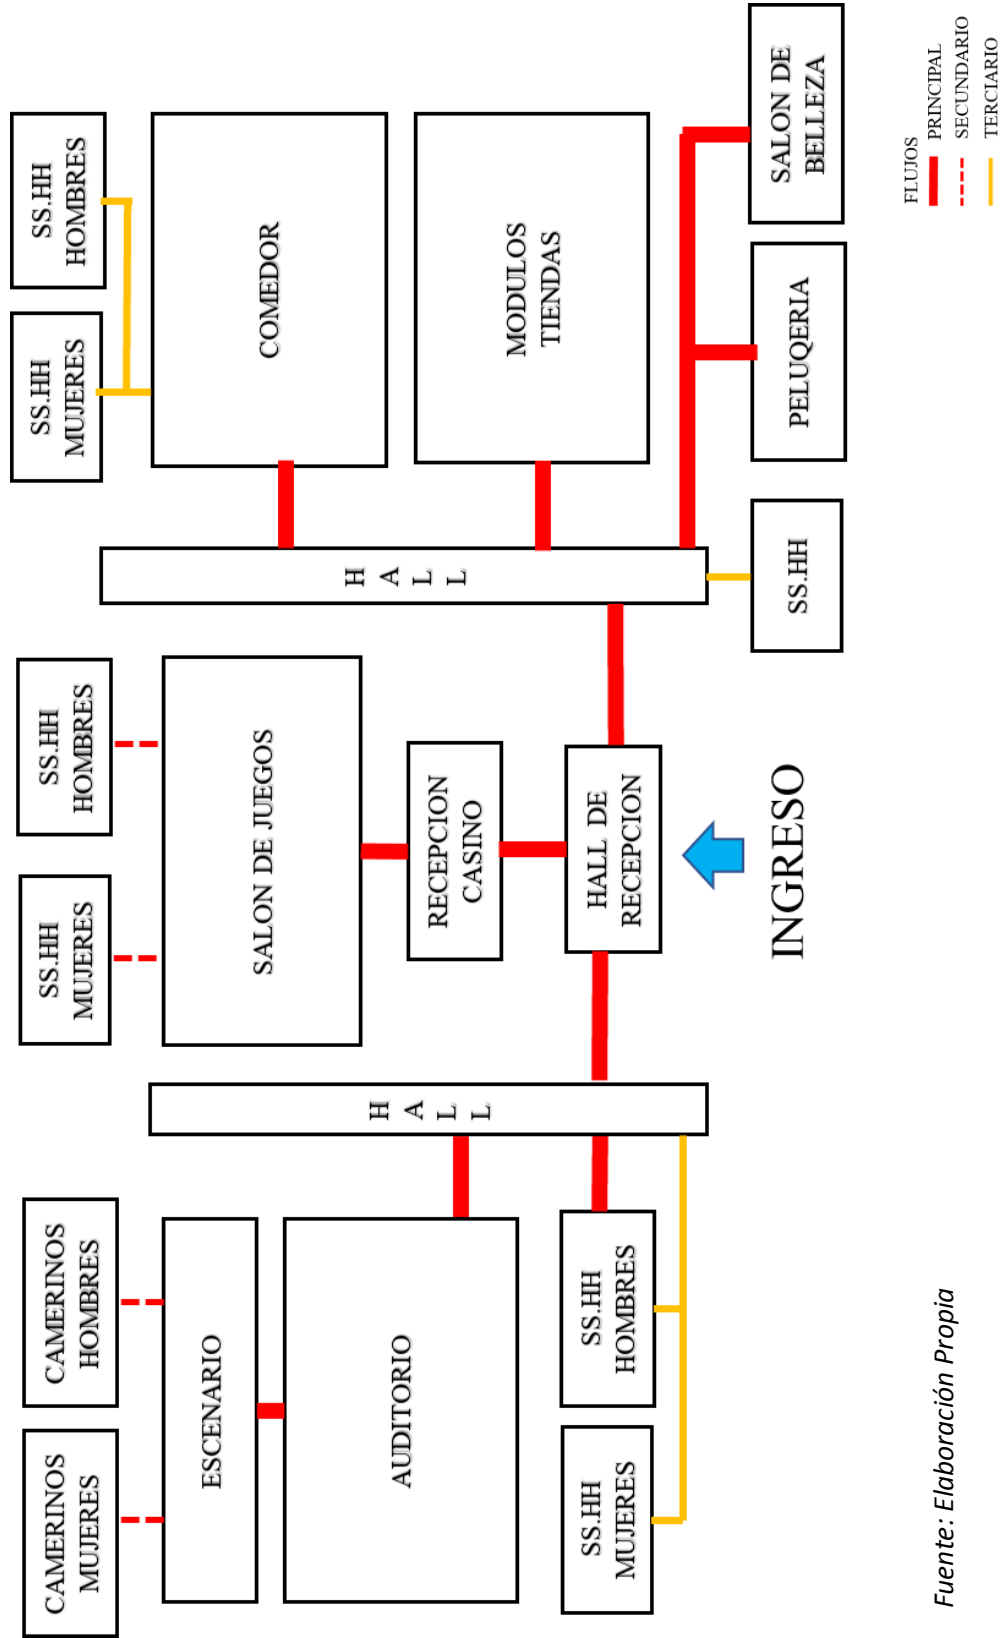 CAMERINOS
MUJERES
CAMERINOS
HOMBRES
SS.HH
MUJERES
SS.HH
HOMBRES
SS.HH
MUJERES
SS.HH
HOMBRES
ESCENARIO
SALON DE JUEGOS
COMEDOR
AUDITORIO
H
A
L
L
H
A
L
L
RECEPCION
CASINO
MODULOS
TIENDAS
SS.HH
MUJERES
SS.HH
HOMBRES
HALL DE
RECEPCION
INGRESO
SS.HH
PELUQERIA
SALON DE
BELLEZA
FLUJOS
PRINCIPAL
SECUNDARIO
TERCIARIO
Fuente: Elaboración Propia